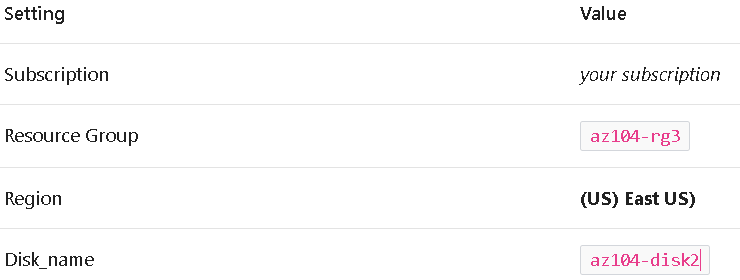 Setting Value
Subscription your subscription
Resource Group az104-rg3
Region (US) East US)
Disk_name az104-disk2